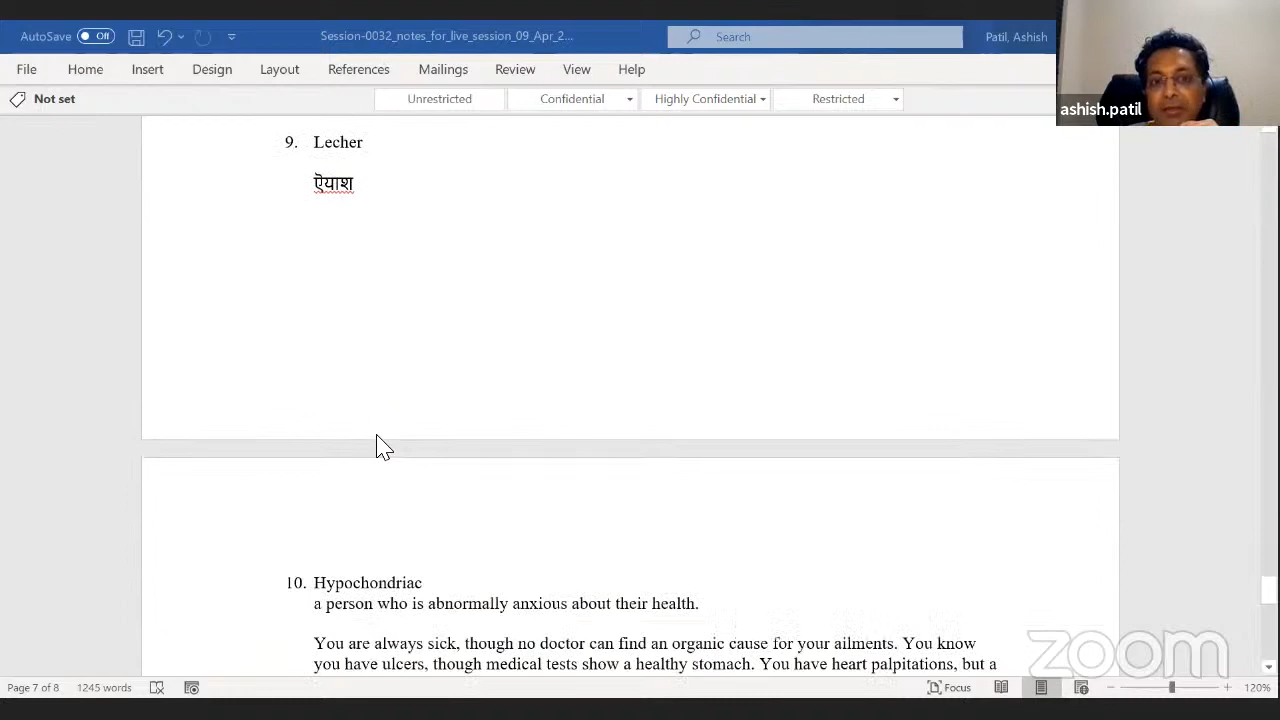 AutoSave Off
Session-0032_notes_for_live_session_09_Apr_2...
Search
Patil, Ashish
File Home Insert Design Layout References Mailings Review View Help
ashish.patil
Not set Unrestricted Confidential Highly Confidential Restricted
9. Lecher
ऎयाश
10. Hypochondriac
a person who is abnormally anxious about their health.
You are always sick, though no doctor can find an organic cause for your ailments. You know
you have ulcers, though medical tests show a healthy stomach. You have heart palpitations, but a
zoom
Page 7 of 8 1245 words Focus 120%